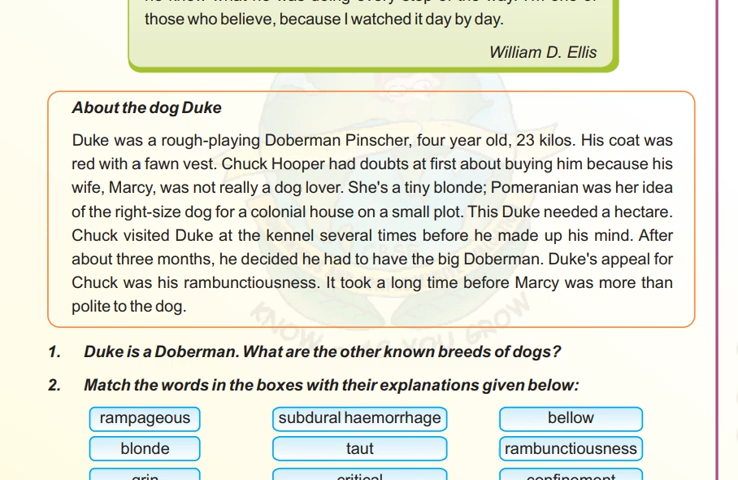 those who believe, because I watched it day by day.
William D. Ellis
About the dog Duke
Duke was a rough-playing Doberman Pinscher, four year old, 23 kilos. His coat was
red with a fawn vest. Chuck Hooper had doubts at first about buying him because his
wife, Marcy, was not really a dog lover. She's a tiny blonde; Pomeranian was her idea
of the right-size dog for a colonial house on a small plot. This Duke needed a hectare.
Chuck visited Duke at the kennel several times before he made up his mind. After
about three months, he decided he had to have the big Doberman. Duke's appeal for
Chuck was his rambunctiousness. It took a long time before Marcy was more than
polite to the dog.
1. Duke is a Doberman. What are the other known breeds of dogs?
2. Match the words in the boxes with their explanations given below:
rampageous subdural haemorrhage bellow
blonde taut rambunctiousness
grin critical confinement